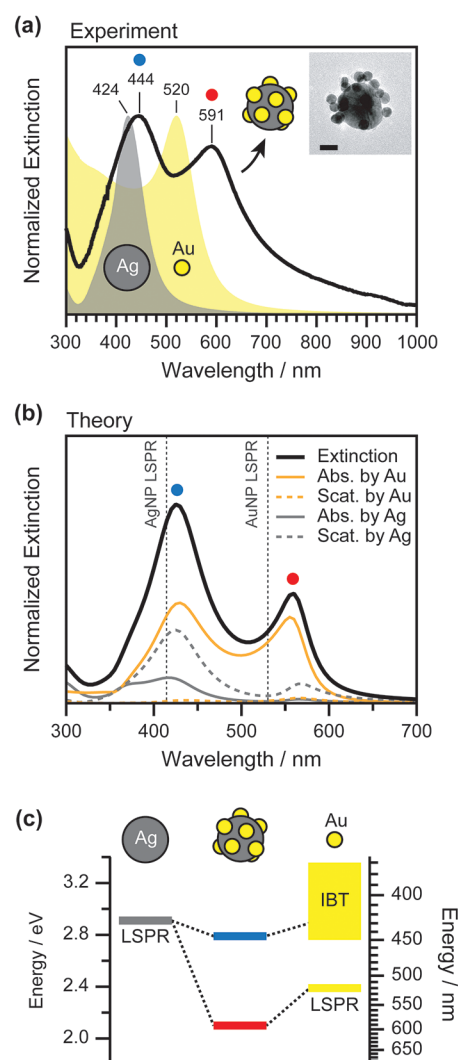 (a) Experiment
444
424
520
591
Normalized Extinction
Ag
Au
300 400 500 600 700 800 900 1000
Wavelength / nm
(b) Theory
AgNP LSPR
AuNP LSPR
Extinction
Abs. by Au
Scat. by Au
Abs. by Ag
Scat. by Ag
Normalized Extinction
300 400 500 600 700
Wavelength / nm
(c)
Ag
Au
3.2
2.8
2.4
2.0
Energy / eV
LSPR
IBT
LSPR
400
450
500
550
600
650
Energy / nm